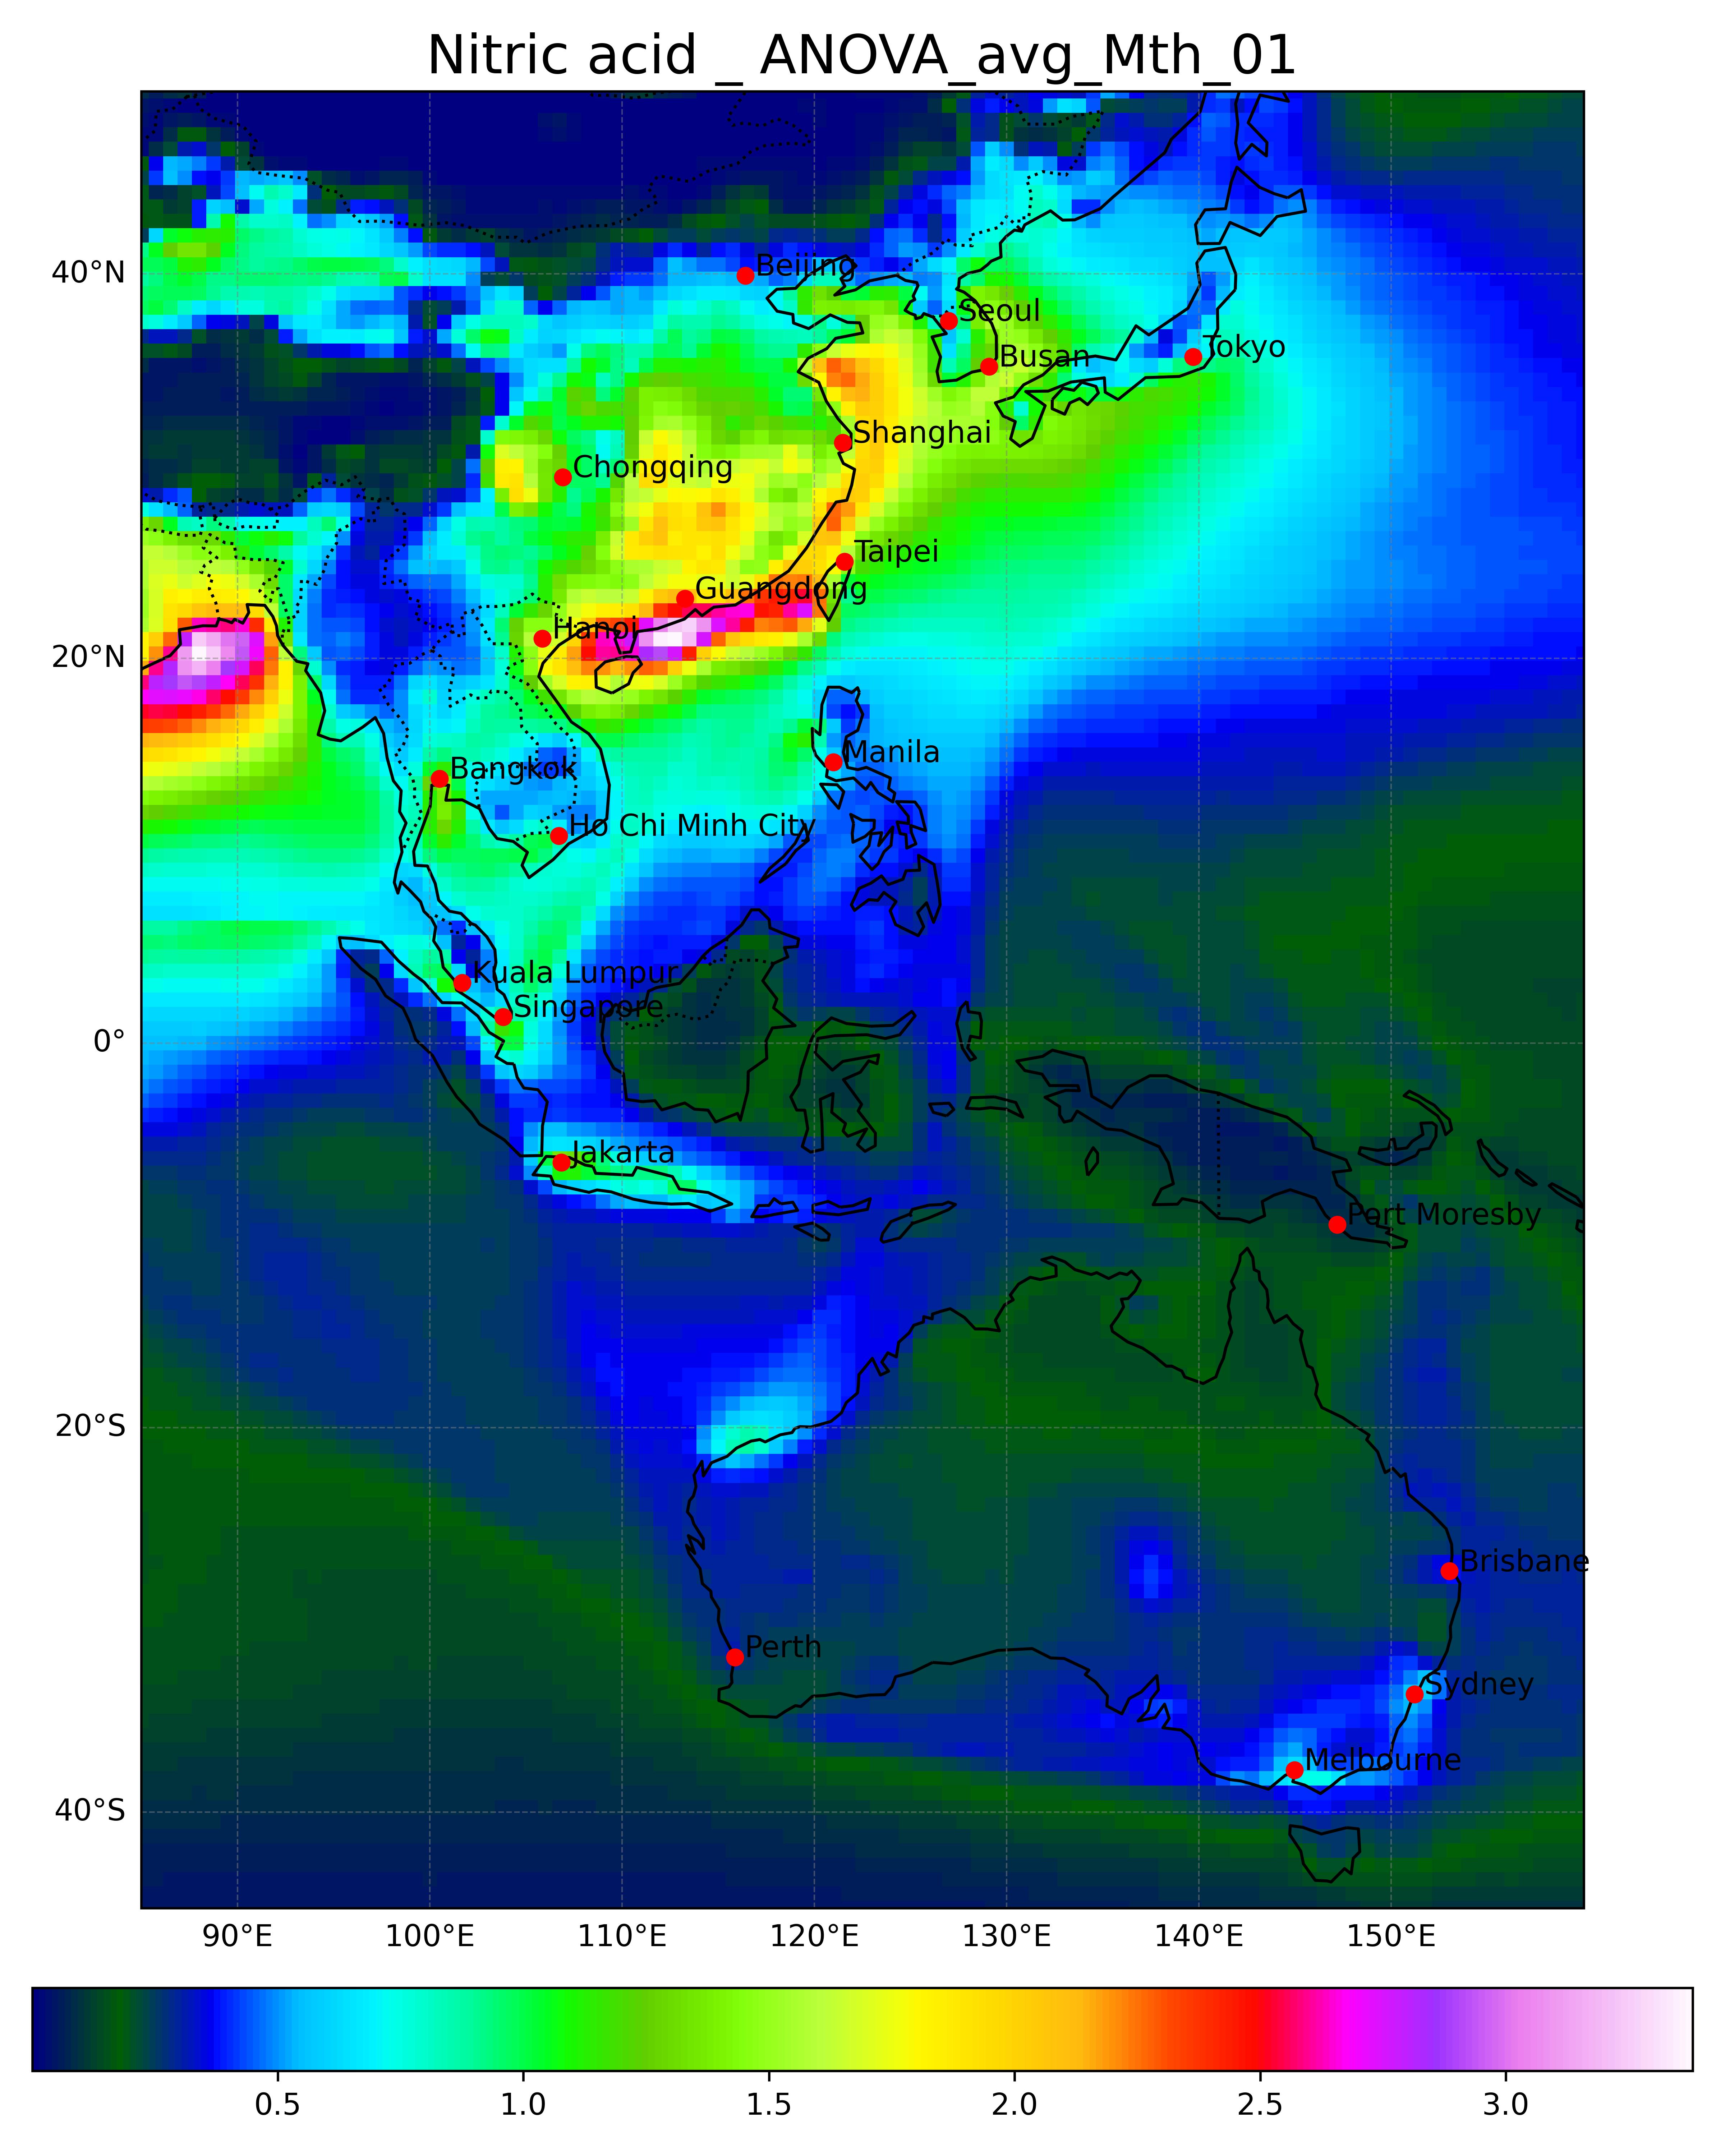 Nitric acid _ ANOVA_avg_Mth_01
40°N
20°N
0°
20°S
40°S
Beijing
Seoul
Busan
Tokyo
Shanghai
Chongqing
Taipei
Guangdong
Hanoi
Manila
Bangkok
Ho Chi Minh City
Kuala Lumpur
Singapore
Jakarta
Port Moresby
Brisbane
Perth
Sydney
Melbourne
90°E 100°E 110°E 120°E 130°E 140°E 150°E
0.5 1.0 1.5 2.0 2.5 3.0